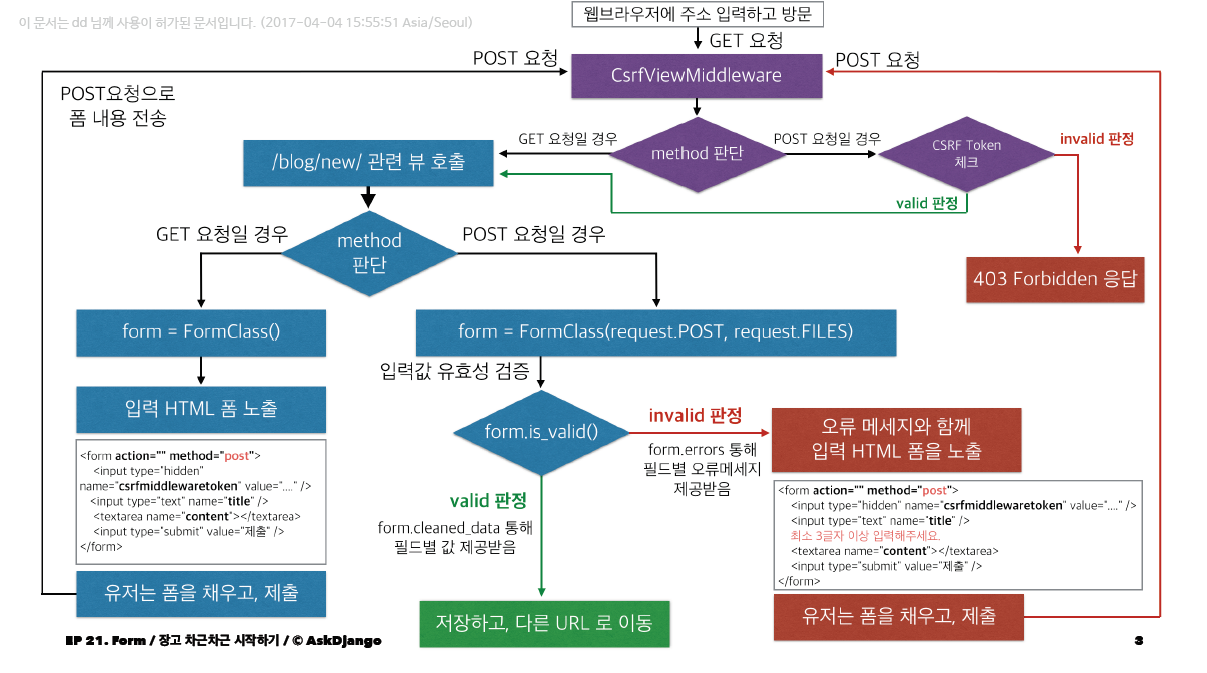 이 문서는 dd 님께 사용이 허가된 문서입니다. (2017-04-04 15:55:51 Asia/Seoul)
웹브라우저에 주소 입력하고 방문
GET 요청
POST 요청
CsrfViewMiddleware
POST 요청
POST요청으로
폼 내용 전송
GET 요청일 경우
method 판단
POST 요청일 경우
CSRF Token
체크
invalid 판정
/blog/new/ 관련 뷰 호출
valid 판정
GET 요청일 경우
method
판단
POST 요청일 경우
403 Forbidden 응답
form = FormClass()
form = FormClass(request.POST, request.FILES)
입력값 유효성 검증
입력 HTML 폼 노출
form.is_valid()
invalid 판정
form.errors 통해
필드별 오류메세지
제공받음
오류 메세지와 함께
입력 HTML 폼을 노출
<form action="" method="post">
<input type="hidden"
name="csrfmiddlewaretoken" value="...." />
<input type="text" name="title" />
<textarea name="content"></textarea>
<input type="submit" value="제출" />
</form>
valid 판정
form.cleaned_data 통해
필드별 값 제공받음
<form action="" method="post">
<input type="hidden" name="csrfmiddlewaretoken" value="...." />
<input type="text" name="title" />
최소 3글자 이상 입력해주세요.
<textarea name="content"></textarea>
<input type="submit" value="제출" />
</form>
유저는 폼을 채우고, 제출
저장하고, 다른 URL 로 이동
유저는 폼을 채우고, 제출
EP 21. Form / 장고 차근차근 시작하기 / © AskDjango
3